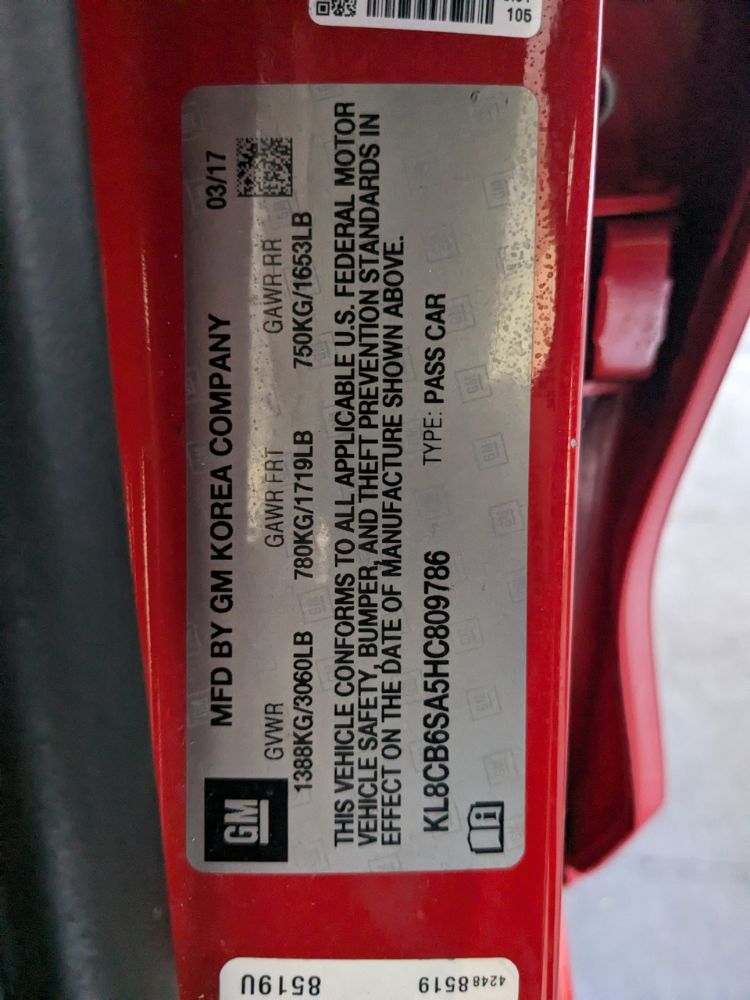 105
GM
MFD BY GM KOREA COMPANY 03/17
GVWR GAWR FRT GAWR RR
1388KG/3060LB 780KG/1719LB 750KG/1653LB
THIS VEHICLE CONFORMS TO ALL APPLICABLE U.S. FEDERAL MOTOR
VEHICLE SAFETY, BUMPER, AND THEFT PREVENTION STANDARDS IN
EFFECT ON THE DATE OF MANUFACTURE SHOWN ABOVE.
KL8CB6SA5HC809786 TYPE: PASS CAR
42488519
8519U